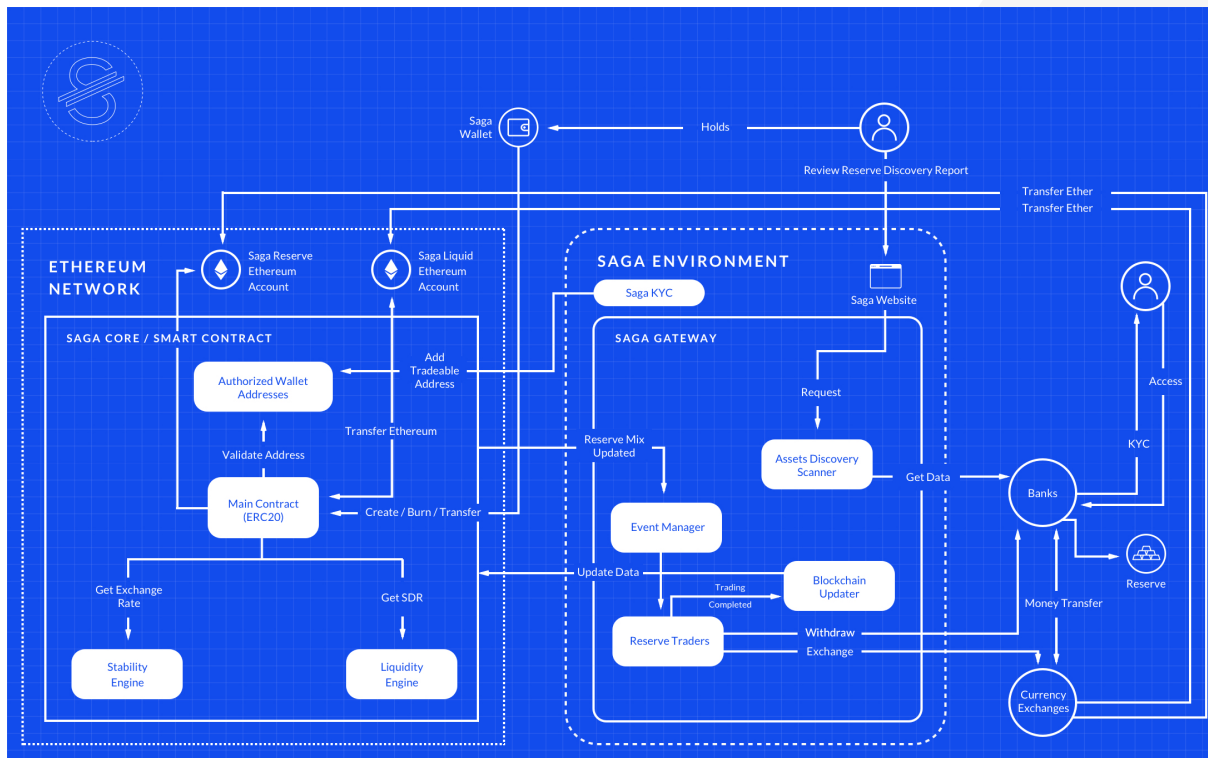 Saga
Wallet
Holds
Review Reserve Discovery Report
Transfer Ether
Transfer Ether
ETHEREUM
NETWORK
Saga Reserve
Ethereum
Account
Saga Liquid
Ethereum
Account
SAGA ENVIRONMENT
Saga KYC
Saga Website
SAGA CORE / SMART CONTRACT
SAGA GATEWAY
Add
Tradeable
Address
Authorized Wallet
Addresses
Request
Access
Transfer Ethereum
Reserve Mix
Updated
KYC
Validate Address
Assets Discovery
Scanner
Get Data
Banks
Main Contract
(ERC20)
Create / Burn / Transfer
Event Manager
Update Data
Blockchain
Updater
Reserve
Get Exchange
Rate
Get SDR
Trading
Completed
Money Transfer
Reserve Traders
Withdraw
Exchange
Stability
Engine
Liquidity
Engine
Currency
Exchanges